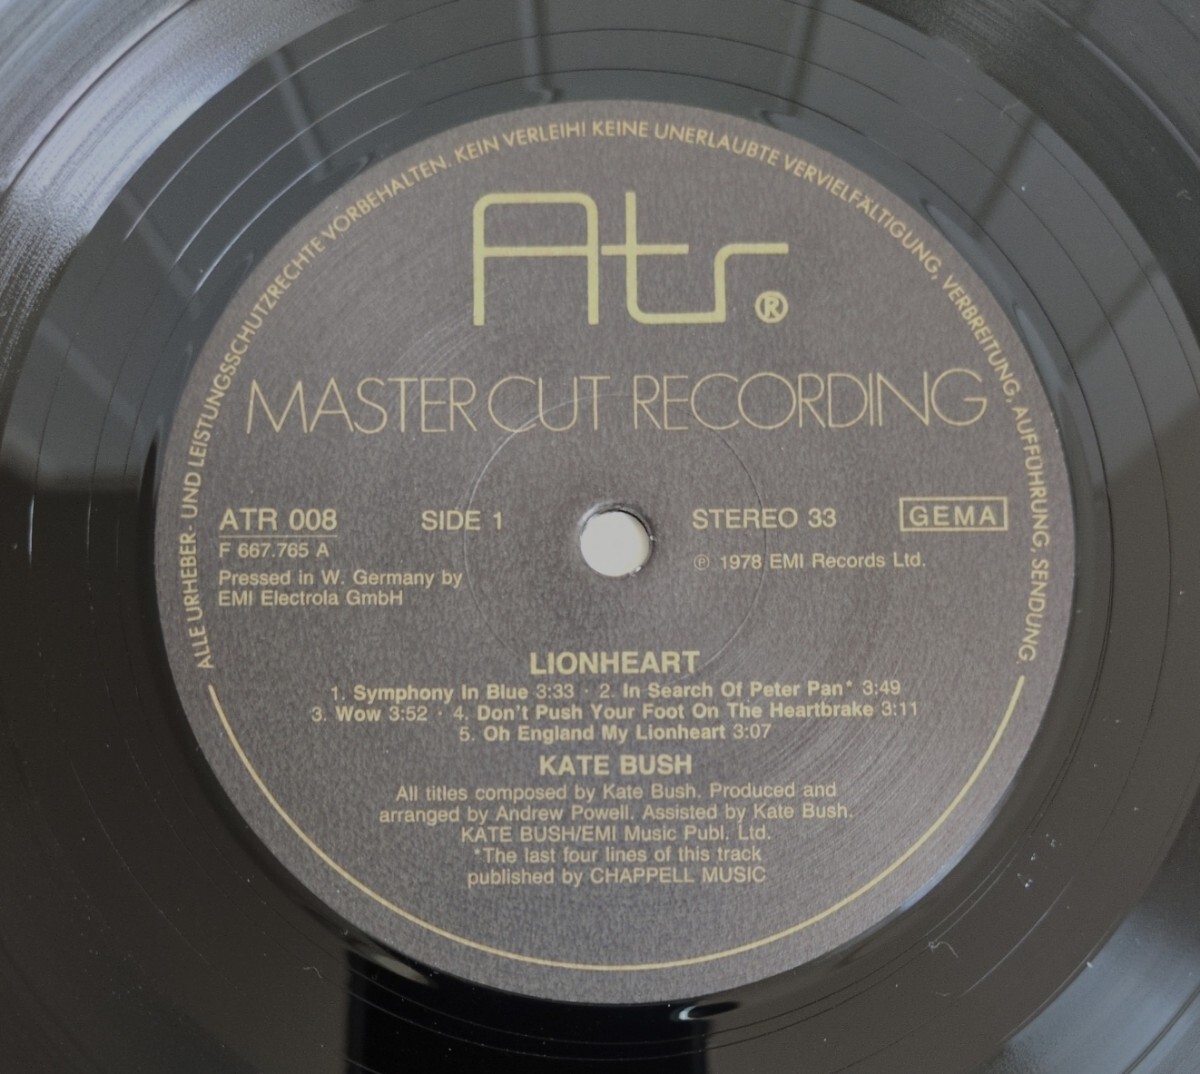 ALLE URHEBER- UND LEISTUNGSSCHUTZRECHTE VORBEHALTEN. KEIN VERLEIH! KEINE UNERLAUBTE VERVIELFÄLTIGUNG, VERBREITUNG, AUFFÜHRUNG, SENDUNG.
Atr®
MASTER CUT RECORDING
ATR 008 SIDE 1 STEREO 33 GEMA
F 667.765 A
℗ 1978 EMI Records Ltd.
Pressed in W. Germany by
EMI Electrola GmbH
LIONHEART
1. Symphony In Blue 3:33 · 2. In Search Of Peter Pan* 3:49
3. Wow 3:52 · 4. Don't Push Your Foot On The Heartbrake 3:11
5. Oh England My Lionheart 3:07
KATE BUSH
All titles composed by Kate Bush. Produced and
arranged by Andrew Powell. Assisted by Kate Bush.
KATE BUSH/EMI Music Publ. Ltd.
*The last four lines of this track
published by CHAPPELL MUSIC